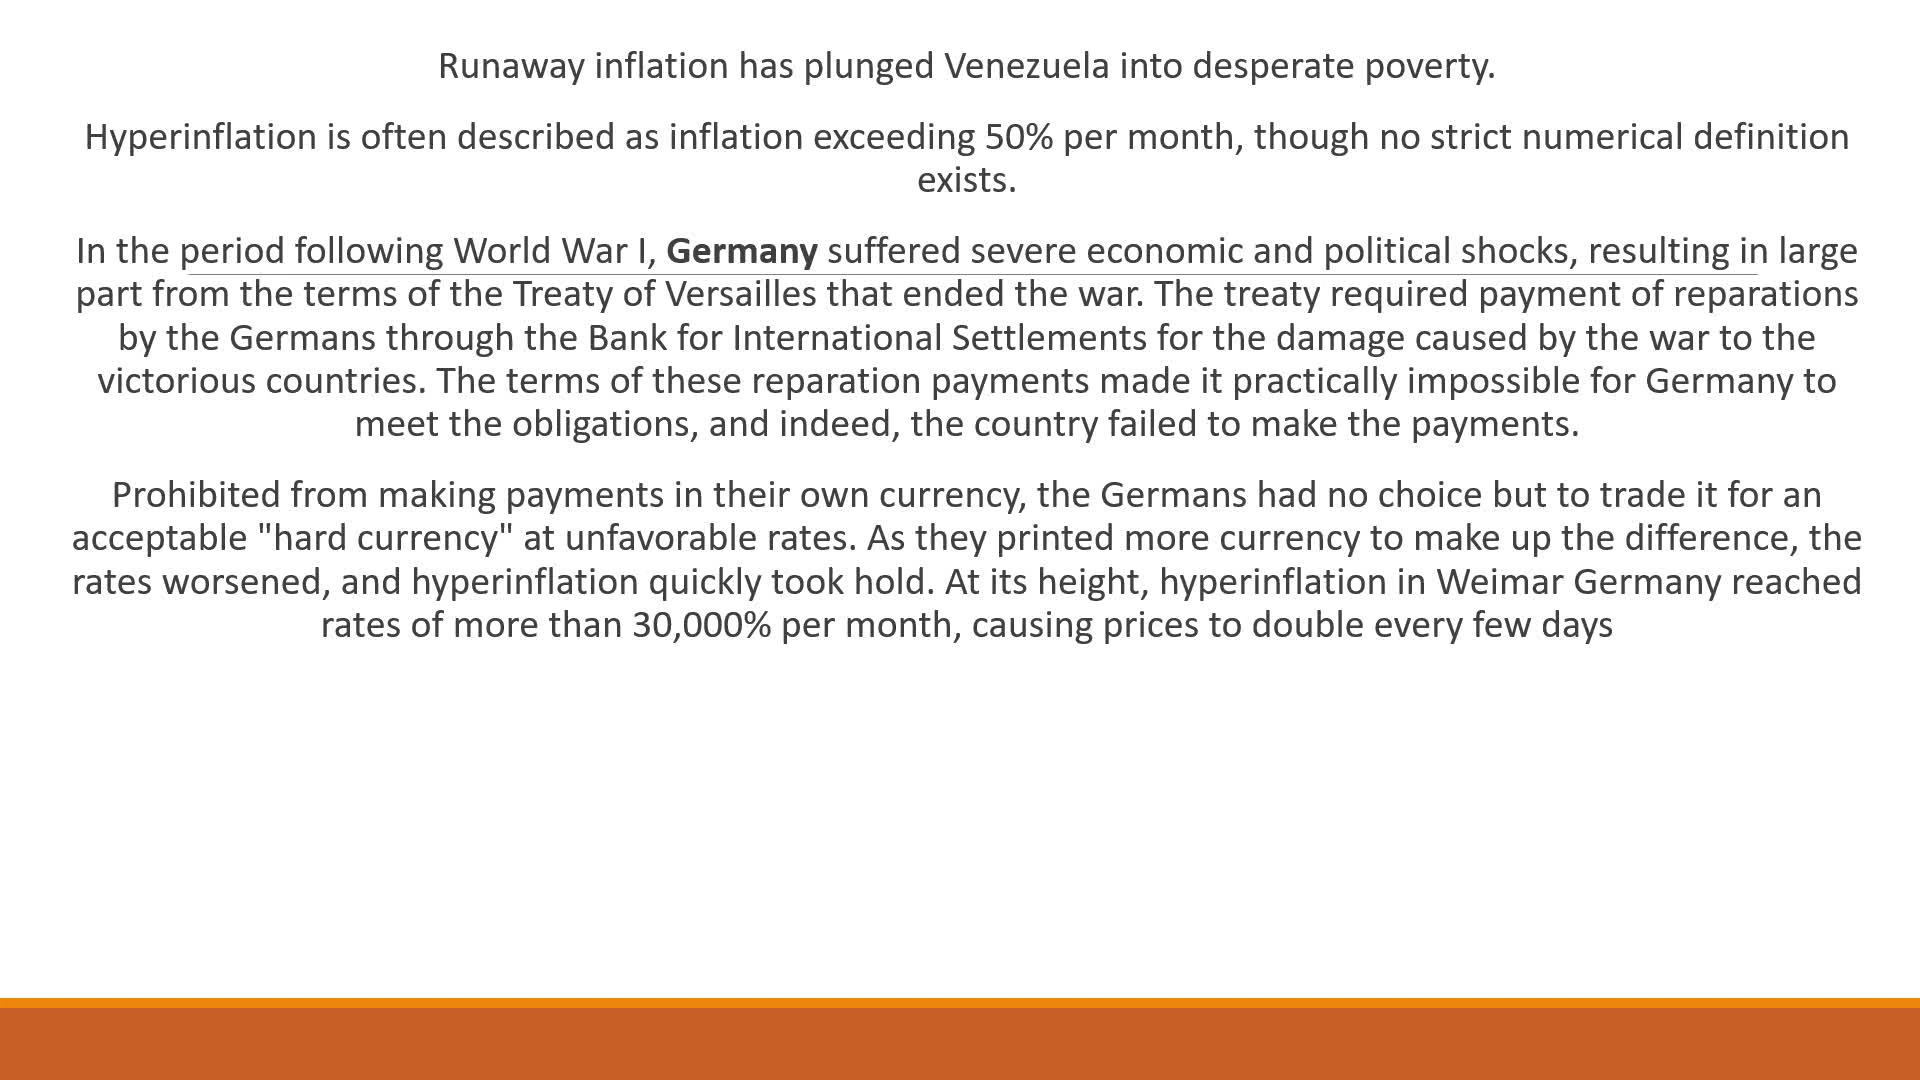 Runaway inflation has plunged Venezuela into desperate poverty.
Hyperinflation is often described as inflation exceeding 50% per month, though no strict numerical definition
exists.
In the period following World War I, Germany suffered severe economic and political shocks, resulting in large
part from the terms of the Treaty of Versailles that ended the war. The treaty required payment of reparations
by the Germans through the Bank for International Settlements for the damage caused by the war to the
victorious countries. The terms of these reparation payments made it practically impossible for Germany to
meet the obligations, and indeed, the country failed to make the payments.
Prohibited from making payments in their own currency, the Germans had no choice but to trade it for an
acceptable "hard currency" at unfavorable rates. As they printed more currency to make up the difference, the
rates worsened, and hyperinflation quickly took hold. At its height, hyperinflation in Weimar Germany reached
rates of more than 30,000% per month, causing prices to double every few days